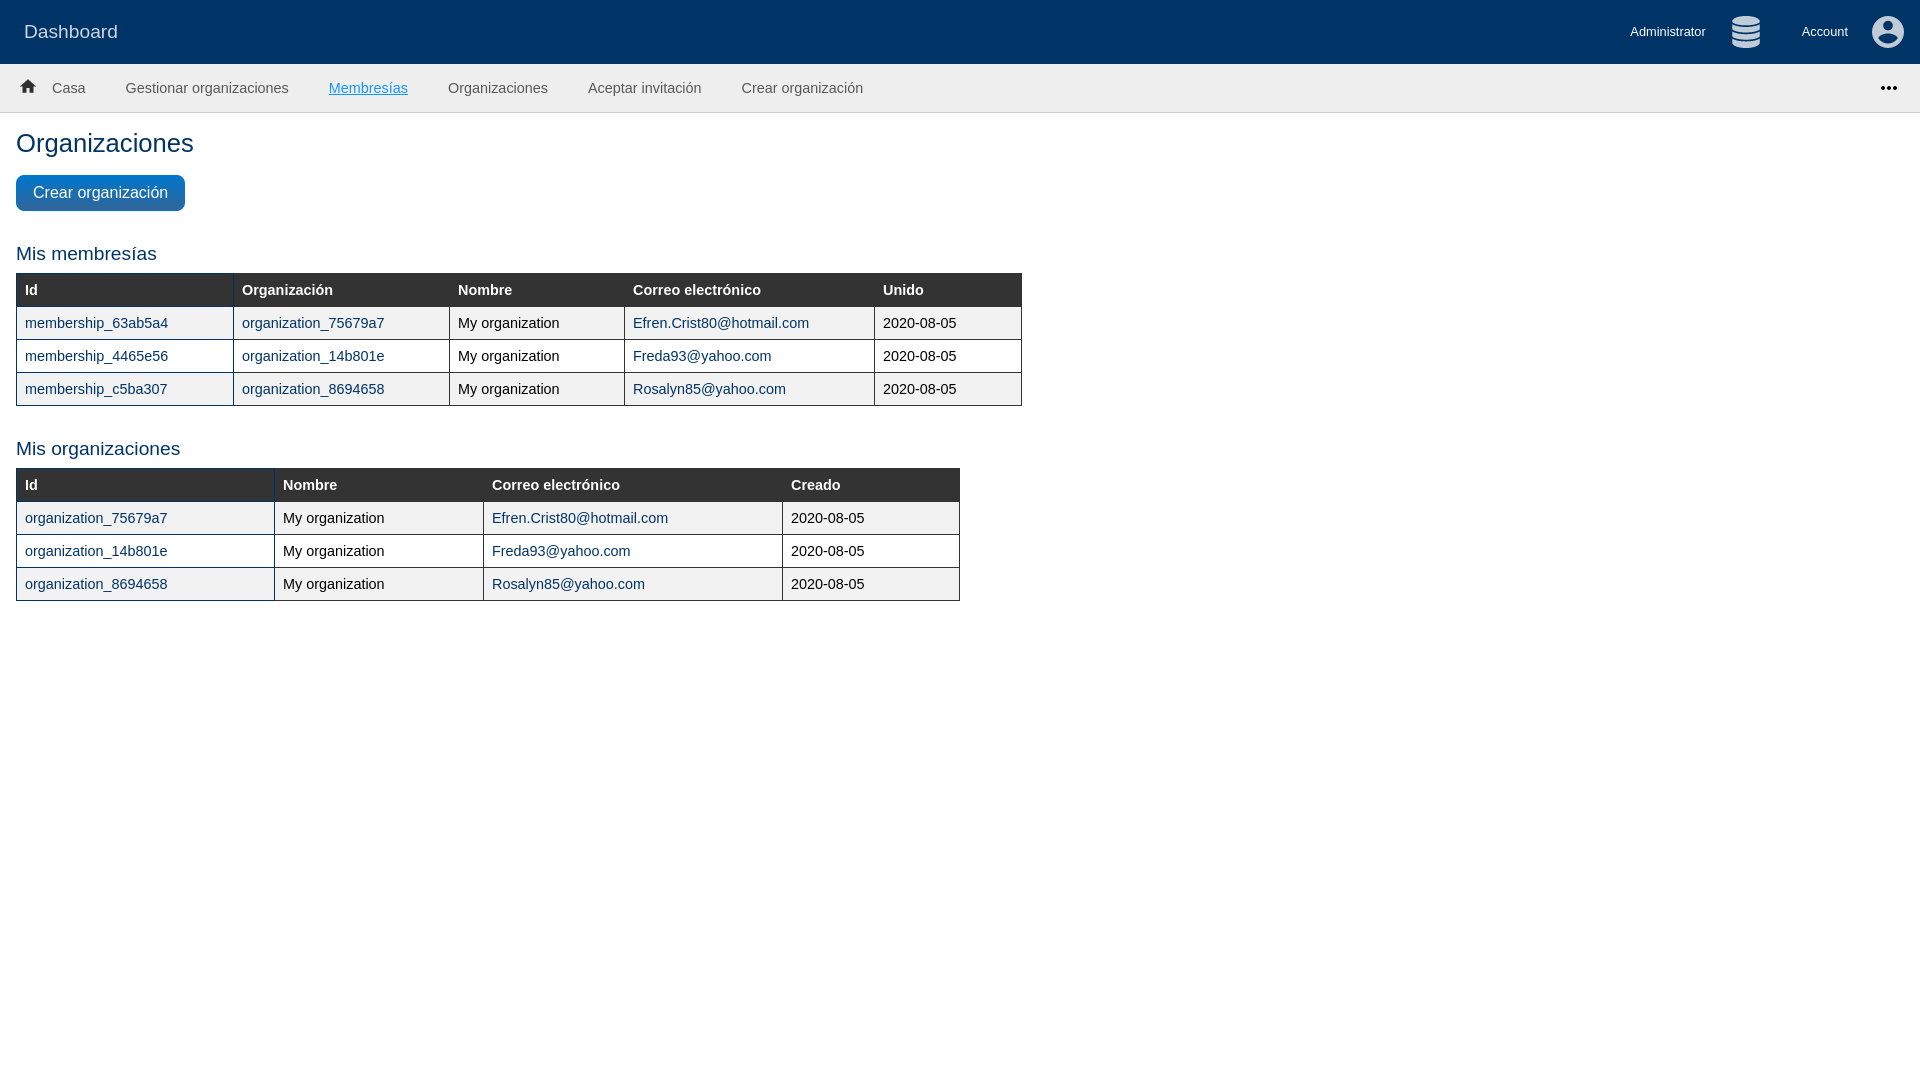 Dashboard
Administrator
Account
Casa
Gestionar organizaciones
Membresías
Organizaciones
Aceptar invitación
Crear organización
Organizaciones
Crear organización
Mis membresías
Id Organización Nombre Correo electrónico Unido
membership_63ab5a4 organization_75679a7 My organization Efren.Crist80@hotmail.com 2020-08-05
membership_4465e56 organization_14b801e My organization Freda93@yahoo.com 2020-08-05
membership_c5ba307 organization_8694658 My organization Rosalyn85@yahoo.com 2020-08-05
Mis organizaciones
Id Nombre Correo electrónico Creado
organization_75679a7 My organization Efren.Crist80@hotmail.com 2020-08-05
organization_14b801e My organization Freda93@yahoo.com 2020-08-05
organization_8694658 My organization Rosalyn85@yahoo.com 2020-08-05